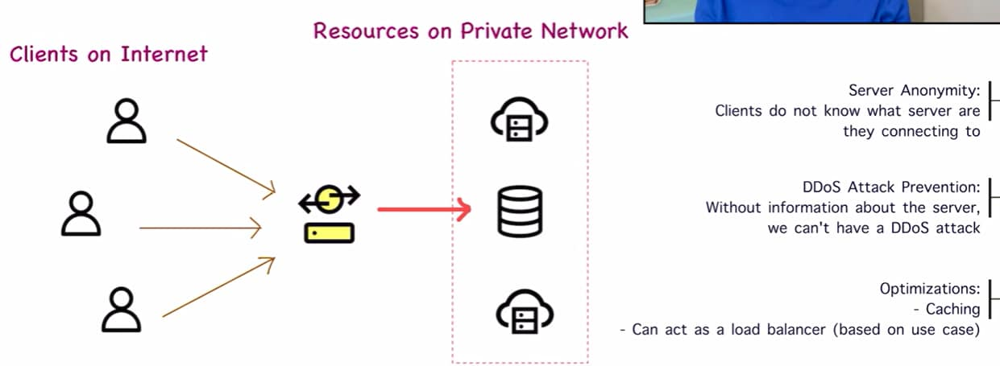 Resources on Private Network
Clients on Internet
Server Anonymity:
Clients do not know what server are
they connecting to
DDoS Attack Prevention:
Without information about the server,
we can't have a DDoS attack
Optimizations:
- Caching
- Can act as a load balancer (based on use case)